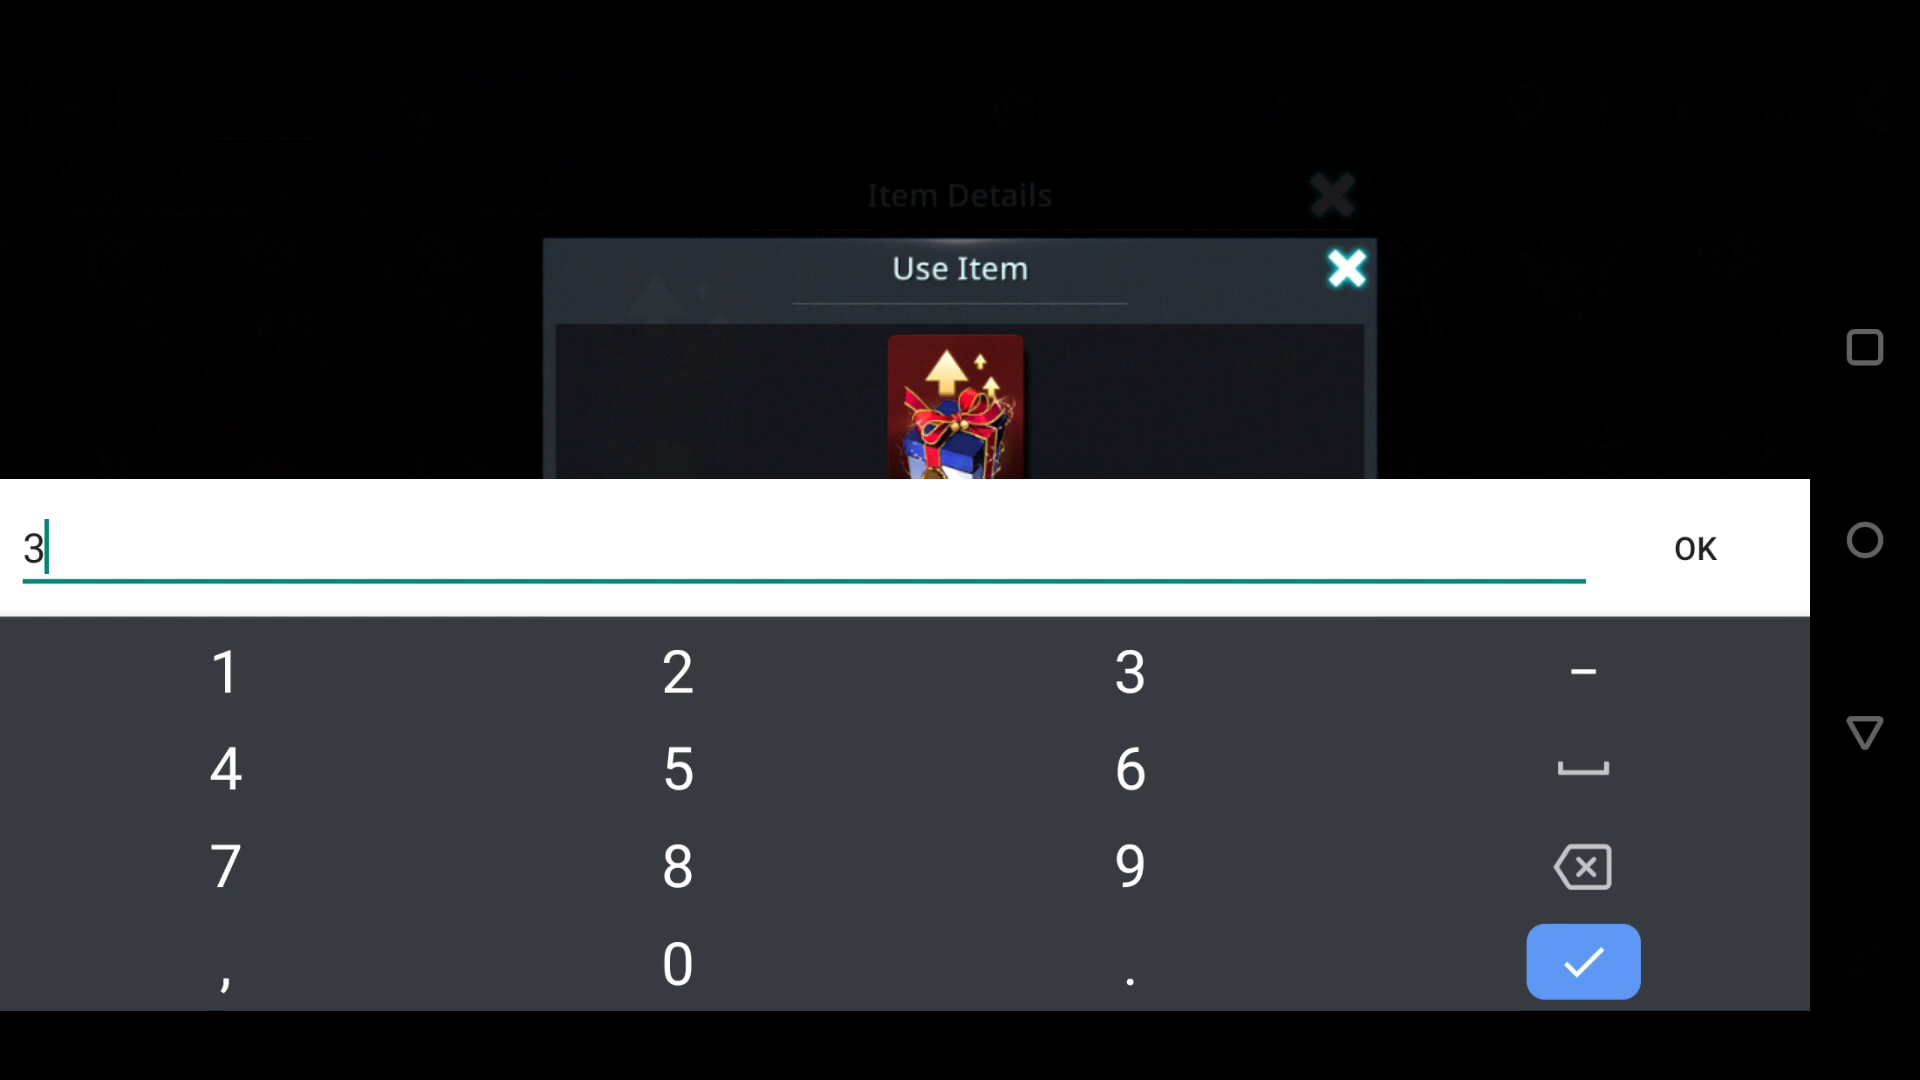 Item Details
Use Item
3
OK
1 2 3 –
4 5 6
7 8 9
, 0 .